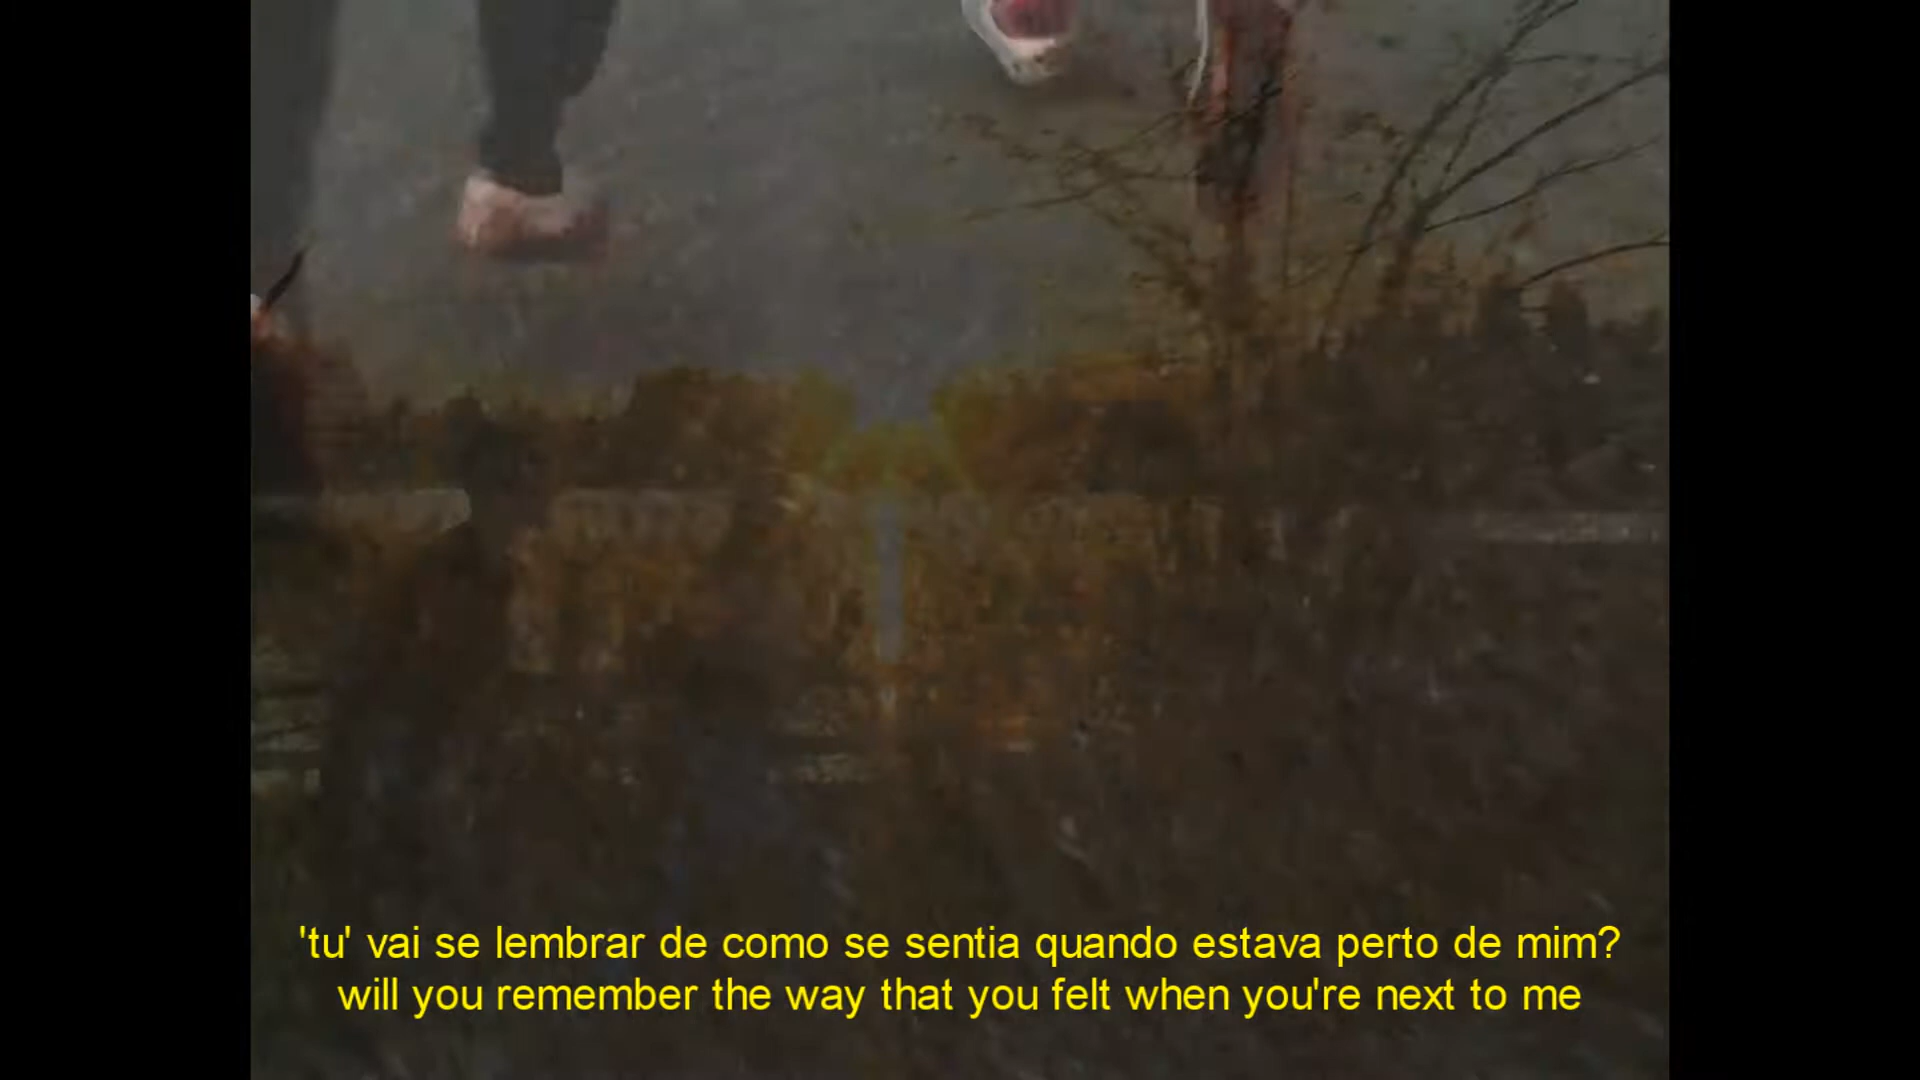 'tu' vai se lembrar de como se sentia quando estava perto de mim?
will you remember the way that you felt when you're next to me